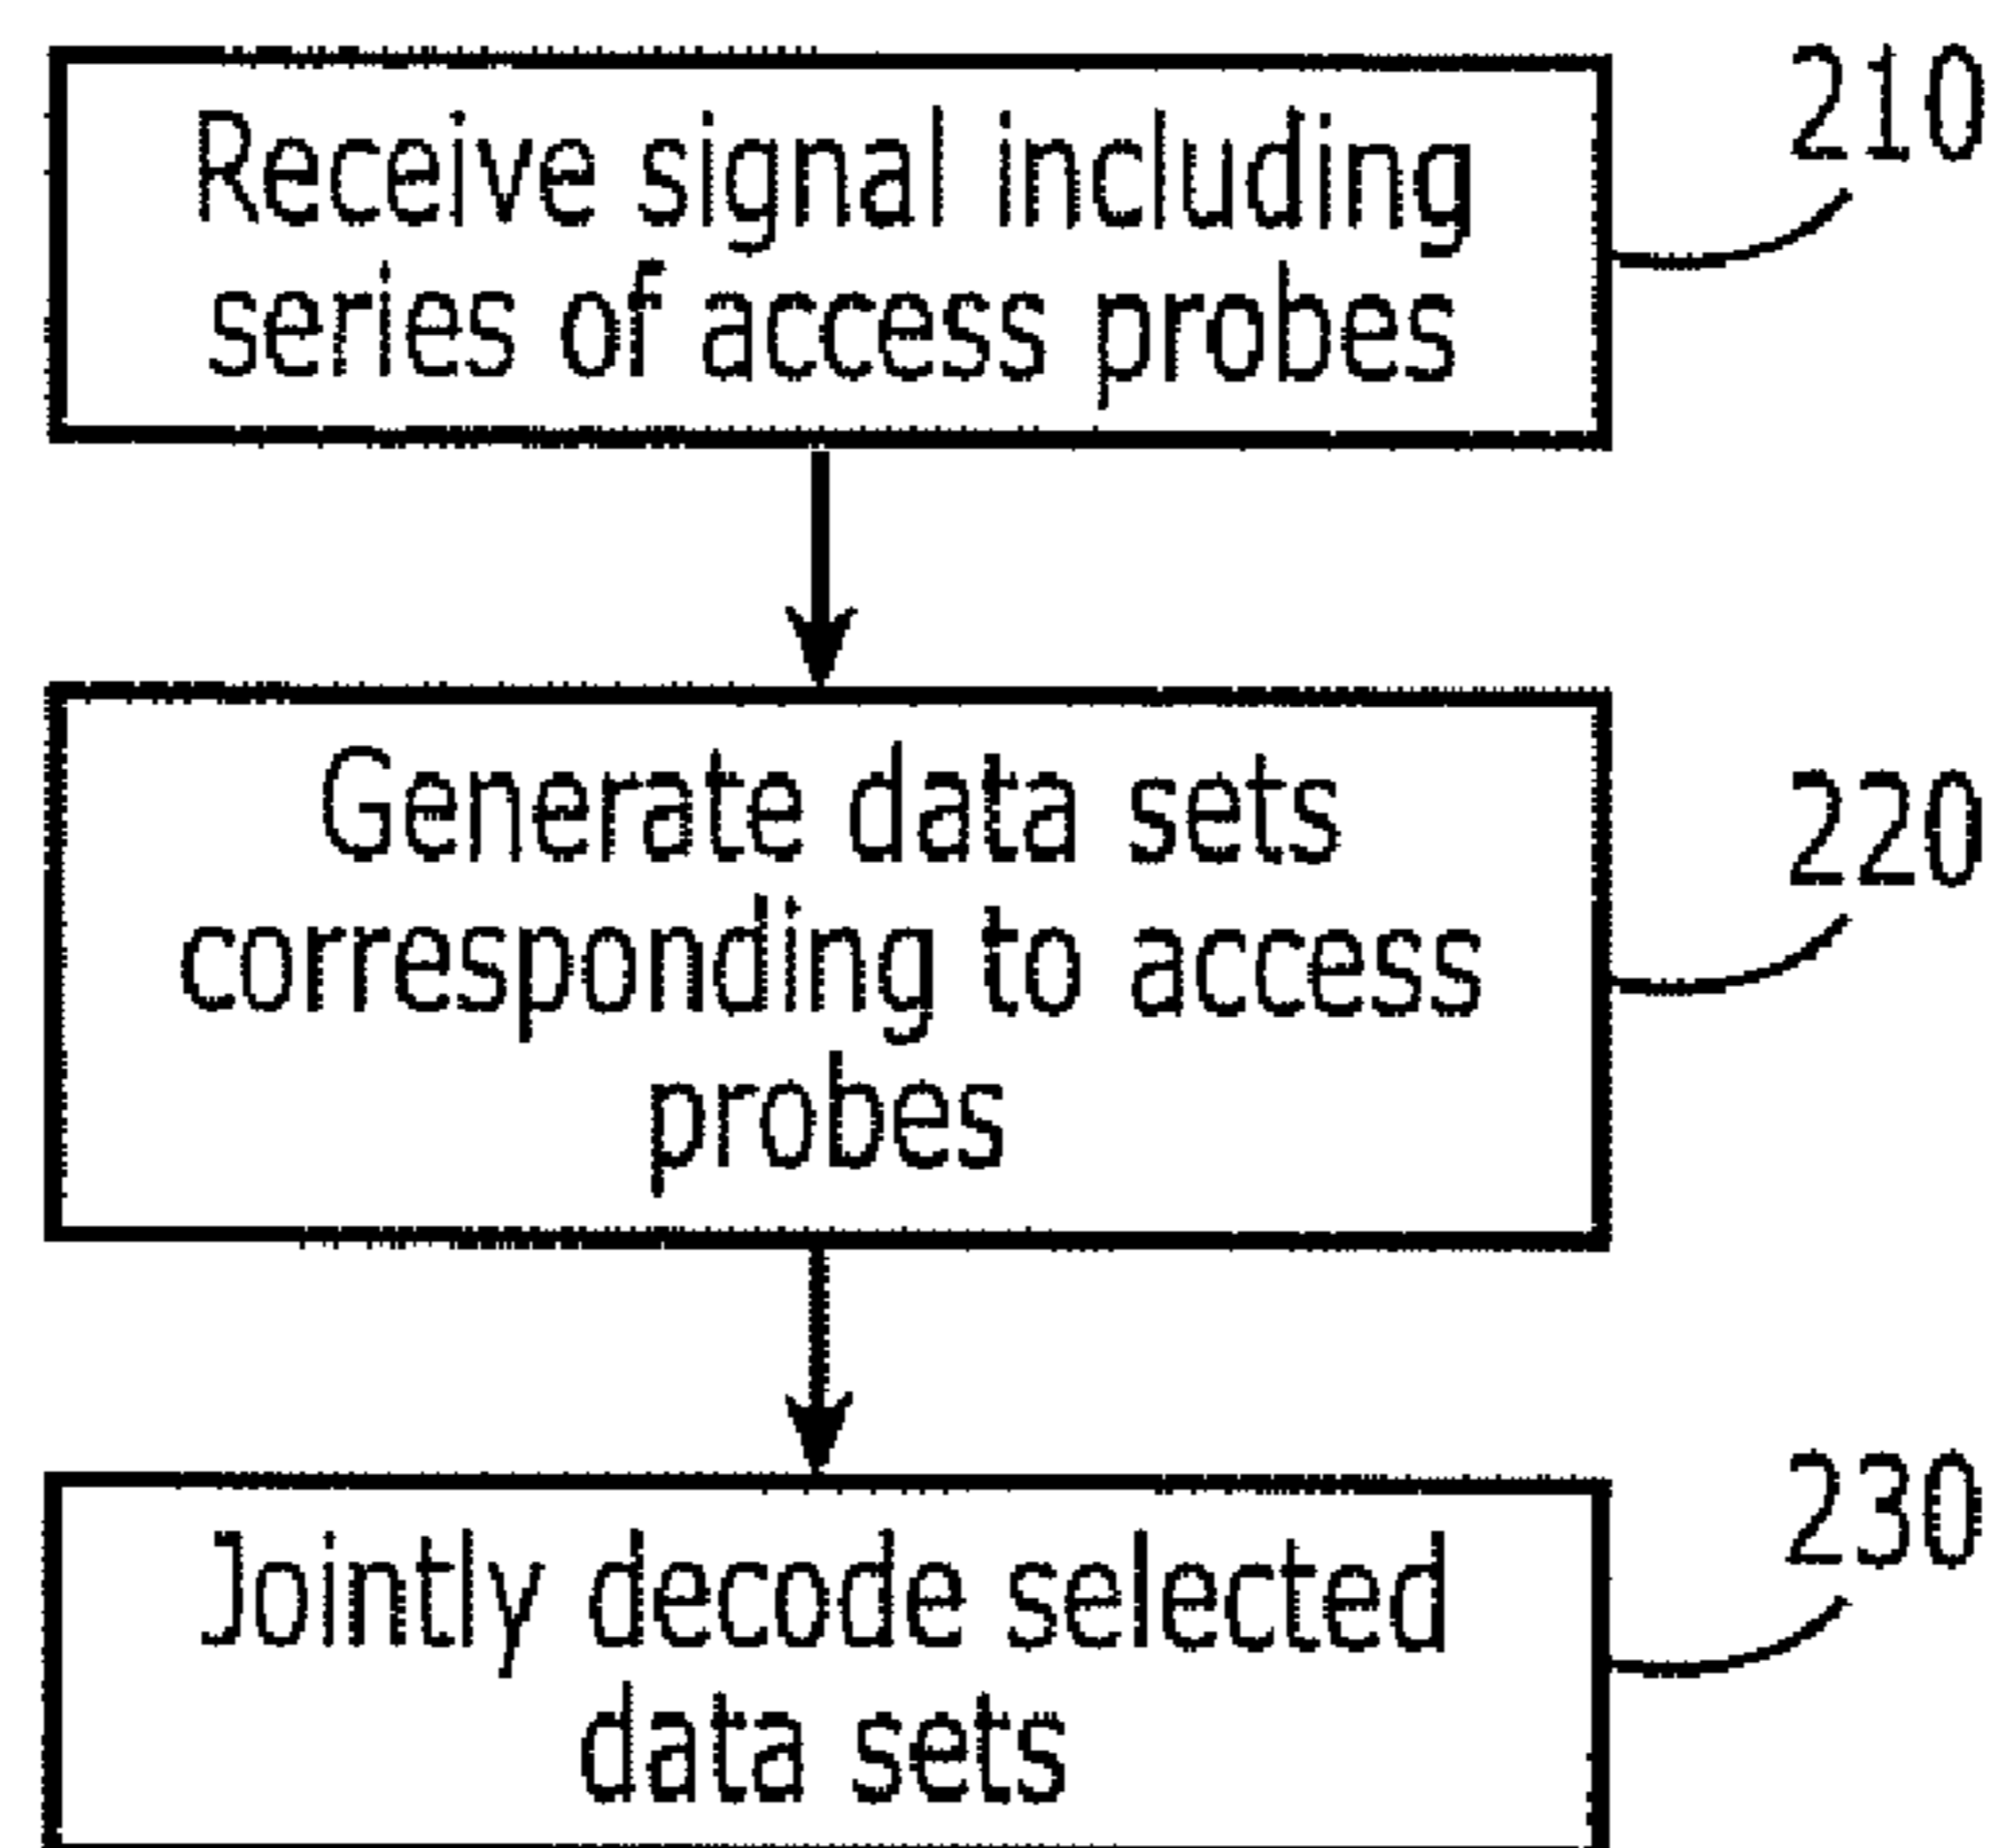 210
Receive signal including
series of access probes
220
Generate data sets
corresponding to access
probes
230
Jointly decode selected
data sets